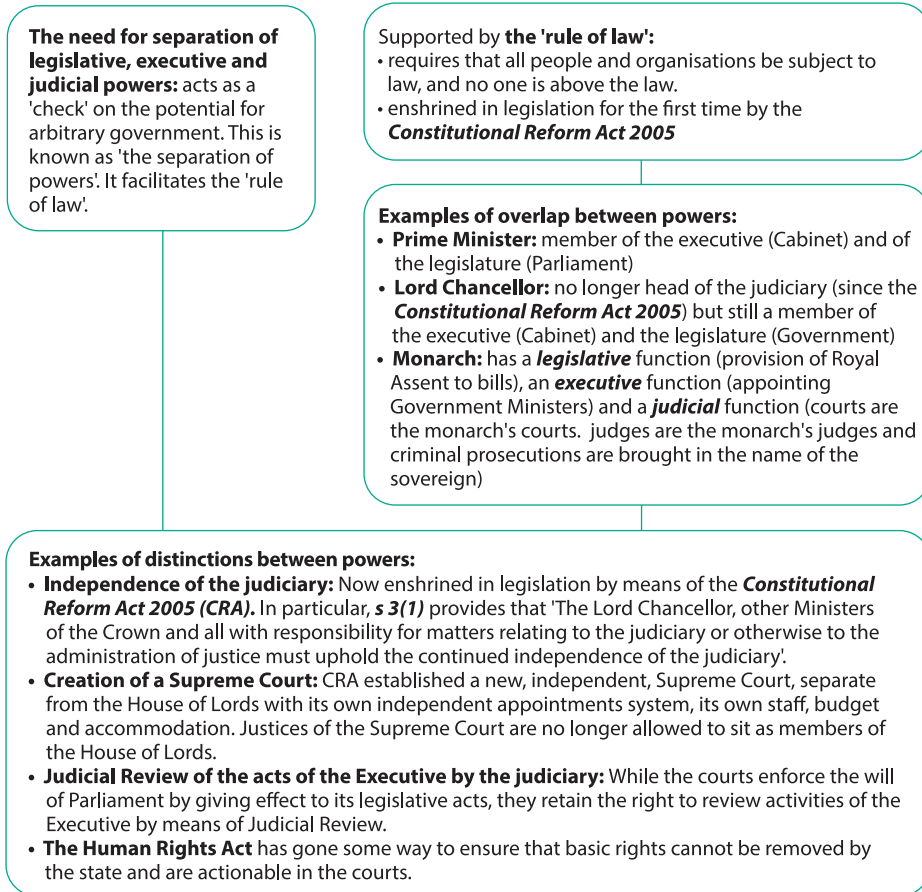 The need for separation of
legislative, executive and
judicial powers: acts as a
'check' on the potential for
arbitrary government. This is
known as 'the separation of
powers'. It facilitates the 'rule
of law'.
Supported by the 'rule of law':
• requires that all people and organisations be subject to
law, and no one is above the law.
• enshrined in legislation for the first time by the
Constitutional Reform Act 2005
Examples of overlap between powers:
• Prime Minister: member of the executive (Cabinet) and of
the legislature (Parliament)
• Lord Chancellor: no longer head of the judiciary (since the
Constitutional Reform Act 2005) but still a member of
the executive (Cabinet) and the legislature (Government)
• Monarch: has a legislative function (provision of Royal
Assent to bills), an executive function (appointing
Government Ministers) and a judicial function (courts are
the monarch's courts. judges are the monarch's judges and
criminal prosecutions are brought in the name of the
sovereign)
Examples of distinctions between powers:
• Independence of the judiciary: Now enshrined in legislation by means of the Constitutional
Reform Act 2005 (CRA). In particular, s 3(1) provides that 'The Lord Chancellor, other Ministers
of the Crown and all with responsibility for matters relating to the judiciary or otherwise to the
administration of justice must uphold the continued independence of the judiciary'.
• Creation of a Supreme Court: CRA established a new, independent, Supreme Court, separate
from the House of Lords with its own independent appointments system, its own staff, budget
and accommodation. Justices of the Supreme Court are no longer allowed to sit as members of
the House of Lords.
• Judicial Review of the acts of the Executive by the judiciary: While the courts enforce the will
of Parliament by giving effect to its legislative acts, they retain the right to review activities of the
Executive by means of Judicial Review.
• The Human Rights Act has gone some way to ensure that basic rights cannot be removed by
the state and are actionable in the courts.